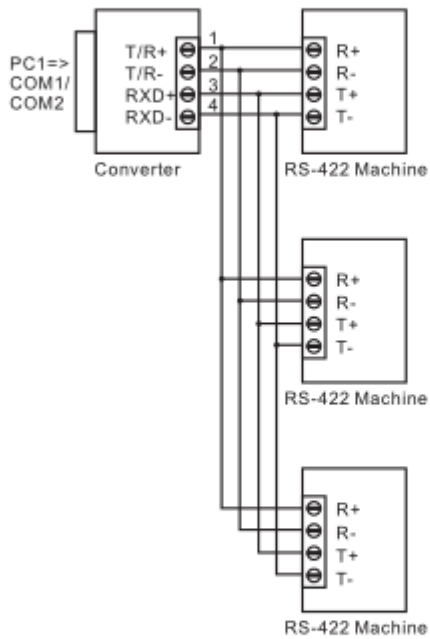 PC1=>
COM1/
COM2
T/R+
T/R-
RXD+
RXD-
1
2
3
4
Converter
R+
R-
T+
T-
RS-422 Machine
R+
R-
T+
T-
RS-422 Machine
R+
R-
T+
T-
RS-422 Machine